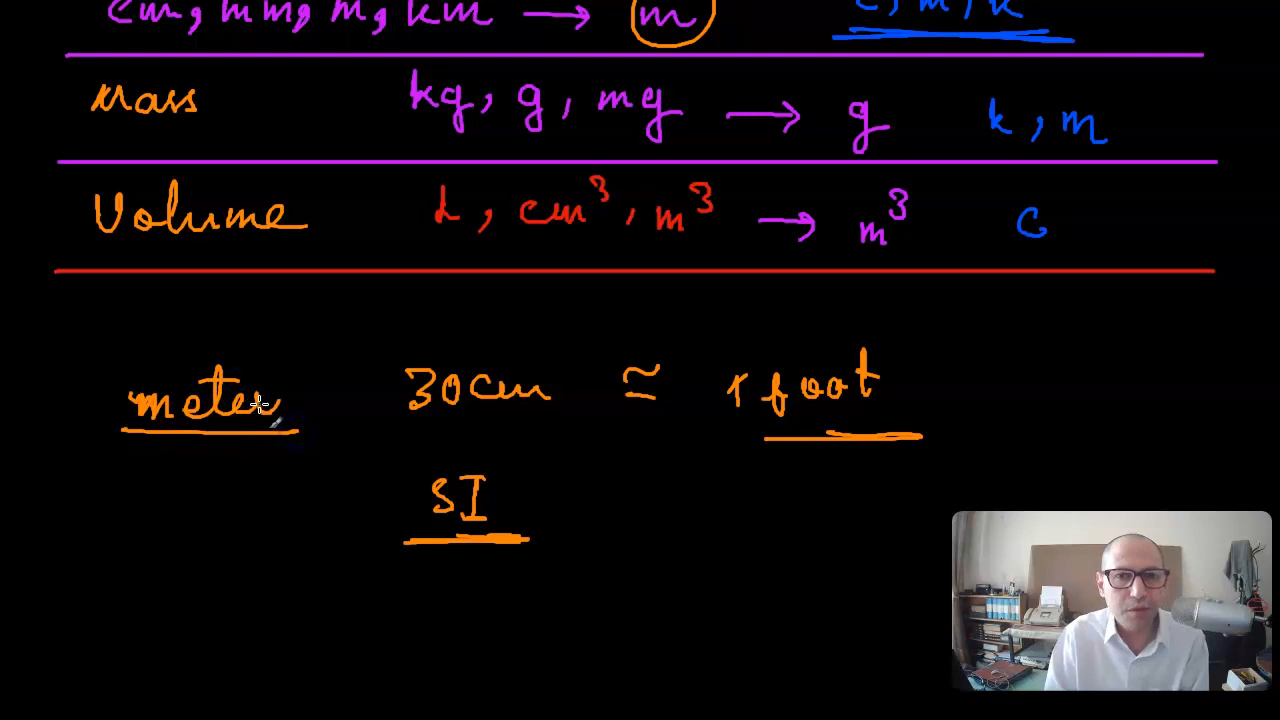 cm, mm, m, km → m c, m, k
Mass kg, g, mg → g k, m
Volume L, cm³, m³ → m³ C
meter 30cm ≃ 1 foot
SI